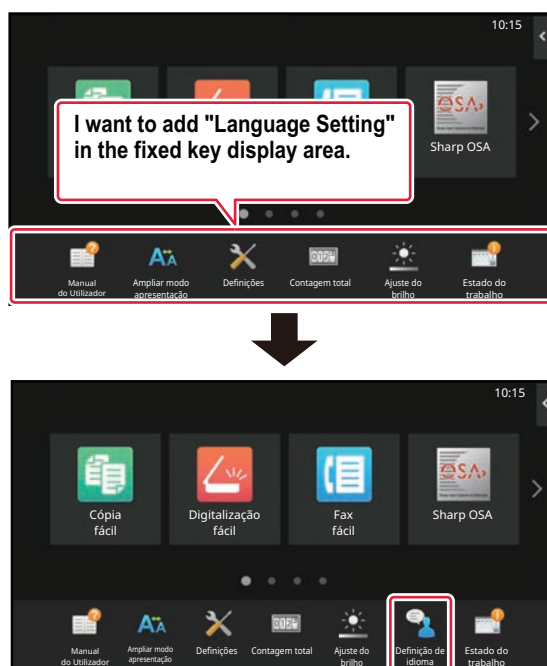 10:15
I want to add "Language Setting"
in the fixed key display area.
OSA
Sharp OSA
Manual
do Utilizador
Ampliar modo
apresentação
Definições
Contagem total
Ajuste do
brilho
Estado do
trabalho
10:15
Cópia
fácil
Digitalização
fácil
Fax
fácil
OSA
Sharp OSA
Manual
do Utilizador
Ampliar modo
apresentação
Definições
Contagem total
Ajuste do
brilho
Definição de
idioma
Estado do
trabalho